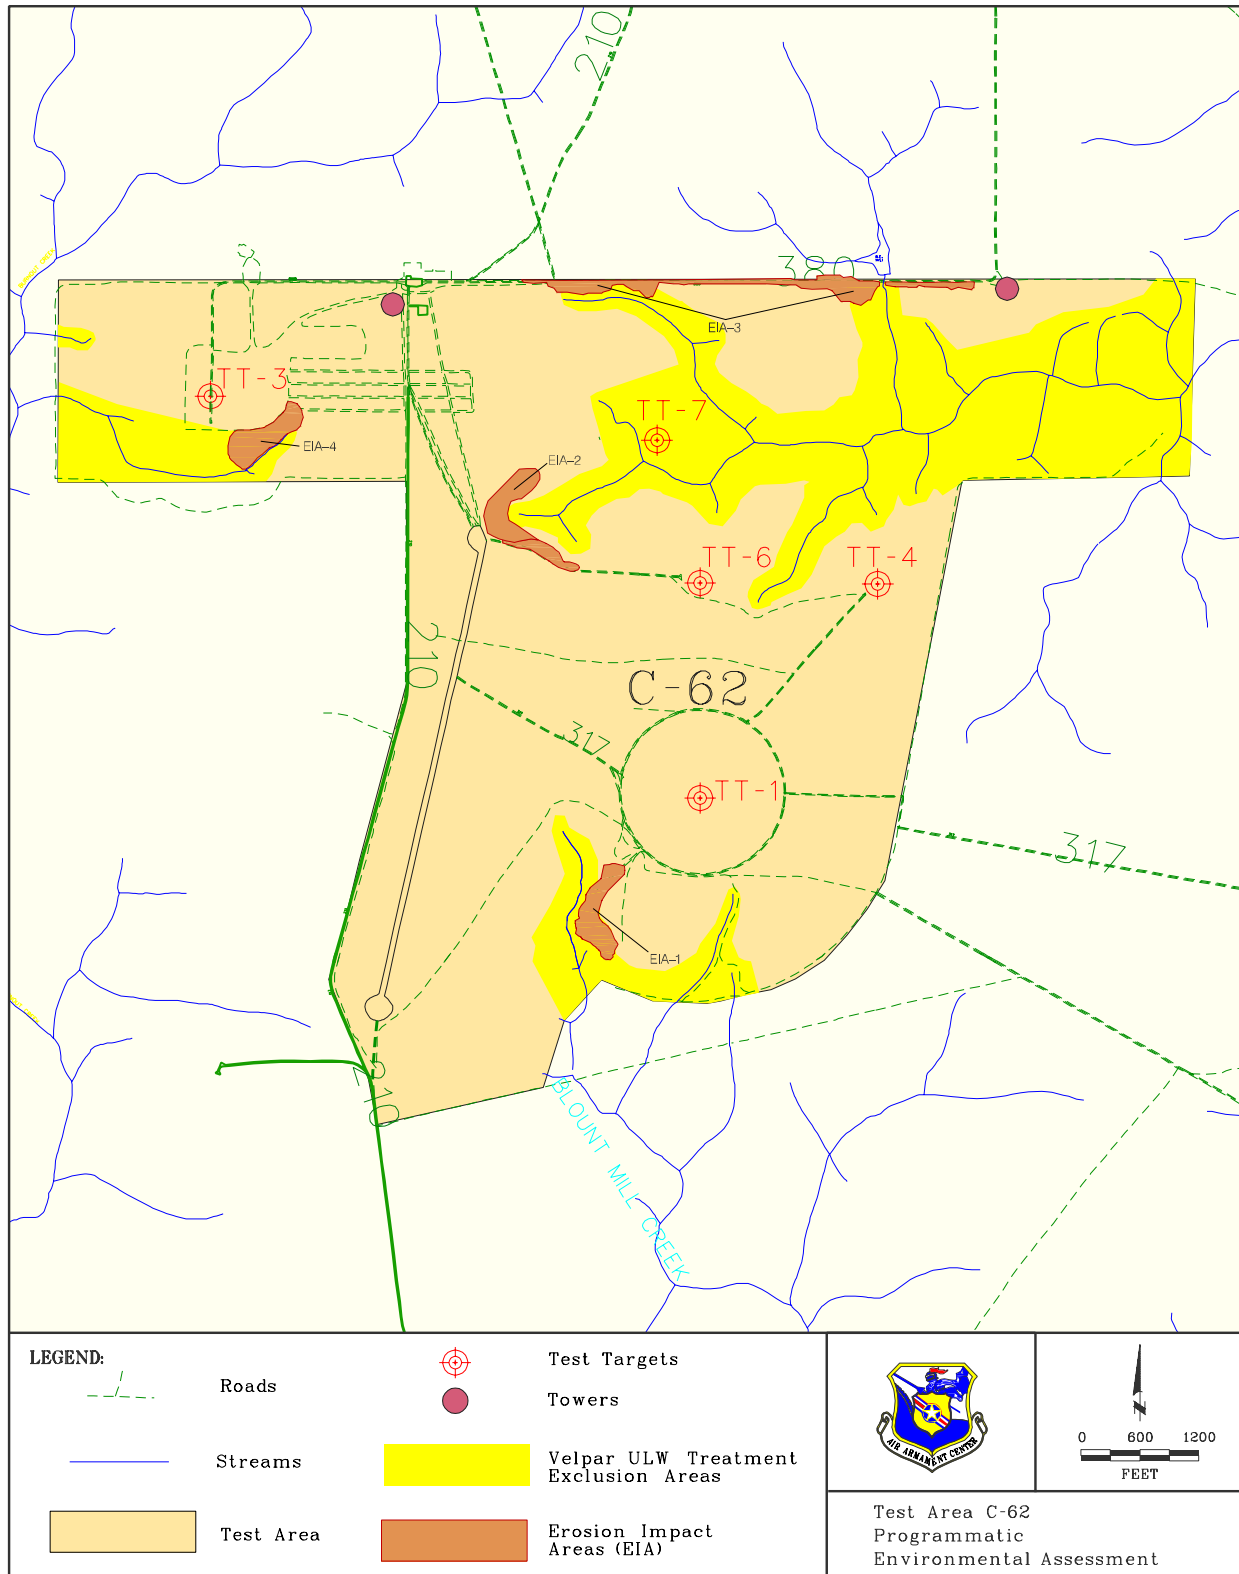 210
380
EIA-3
TT-3
TT-7
EIA-4
EIA-2
TT-6
TT-4
210
C-62
317
TT-1
317
EIA-1
210
BLOUNT MILL CREEK
LEGEND:
Roads
Streams
Test Area
Test Targets
Towers
Velpar ULW Treatment
Exclusion Areas
Erosion Impact
Areas (EIA)
AIR ARMAMENT CENTER
N
0 600 1200
FEET
Test Area C-62
Programmatic
Environmental Assessment